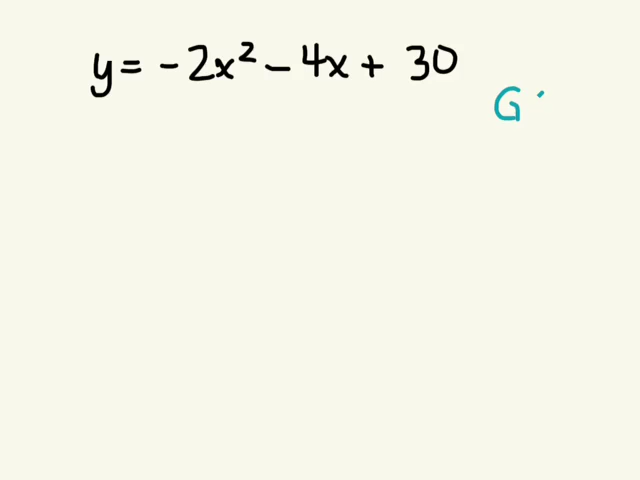 y = -2x² - 4x + 30
G